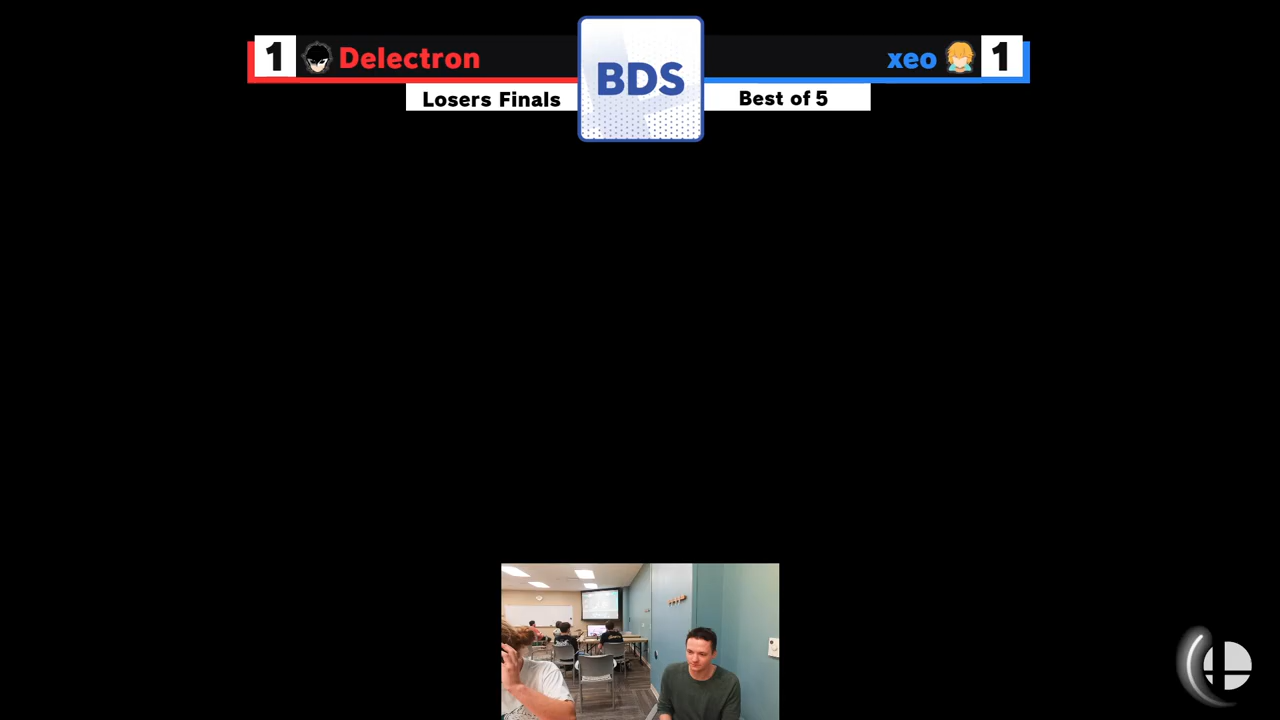 1 Delectron
BDS
xeo 1
Losers Finals
Best of 5